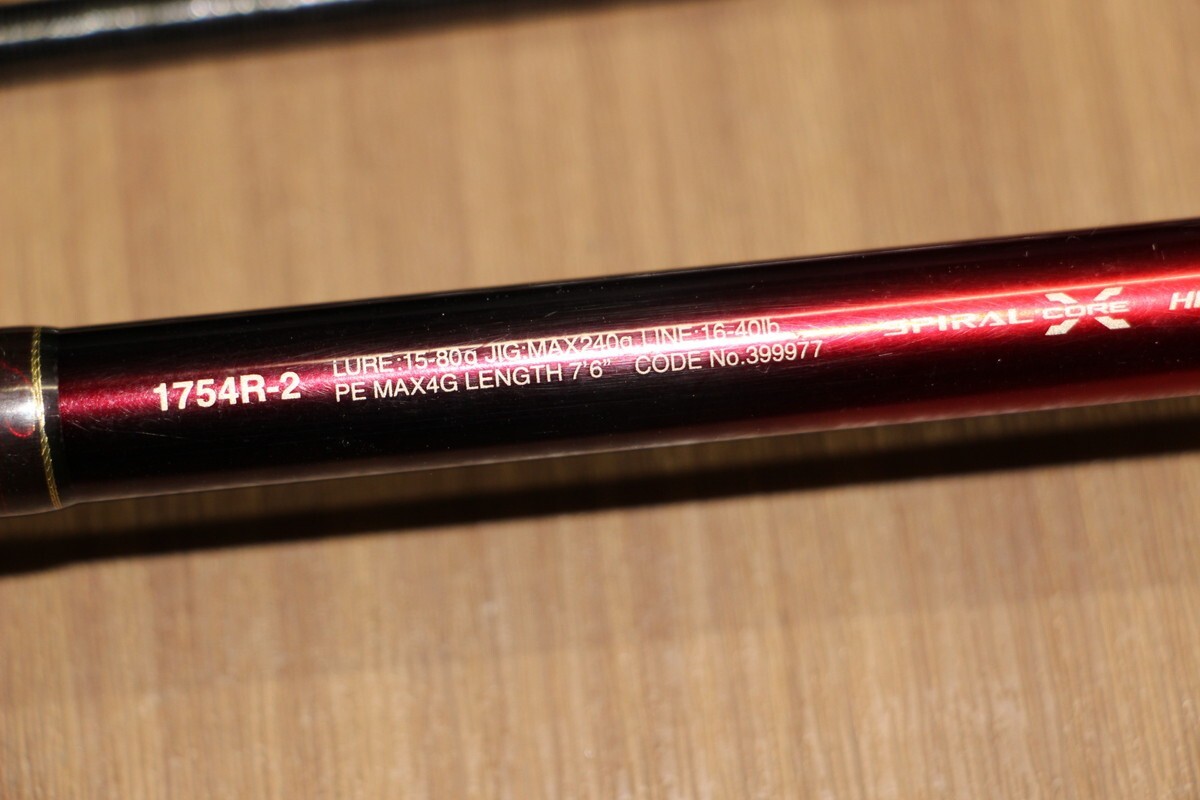 1754R-2
LURE:15-80g JIG:MAX240g LINE:16-40lb
PE MAX4G LENGTH 7'6" CODE No.399977
SPIRAL X CORE